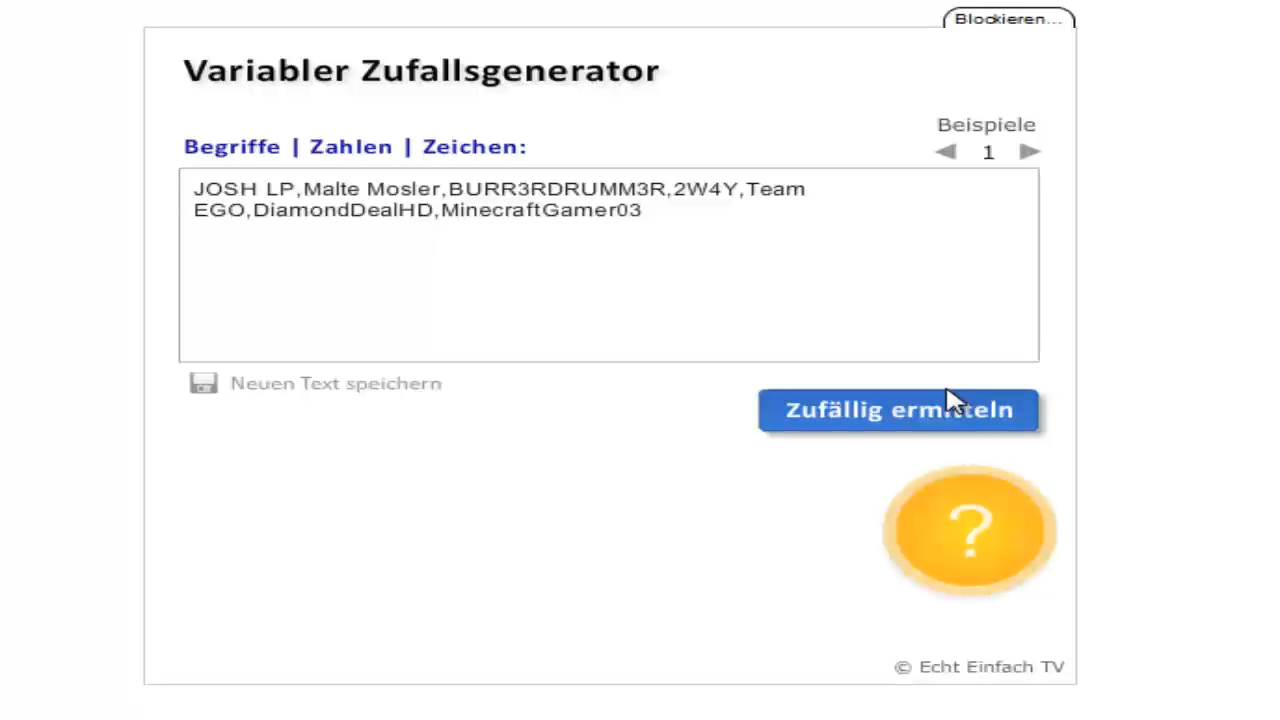 Blockieren...
Variabler Zufallsgenerator
Beispiele
Begriffe | Zahlen | Zeichen:
1
JOSH LP,Malte Mosler,BURR3RDRUMM3R,2W4Y,Team
EGO,DiamondDealHD,MinecraftGamer03
Neuen Text speichern
Zufällig ermitteln
?
© Echt Einfach TV